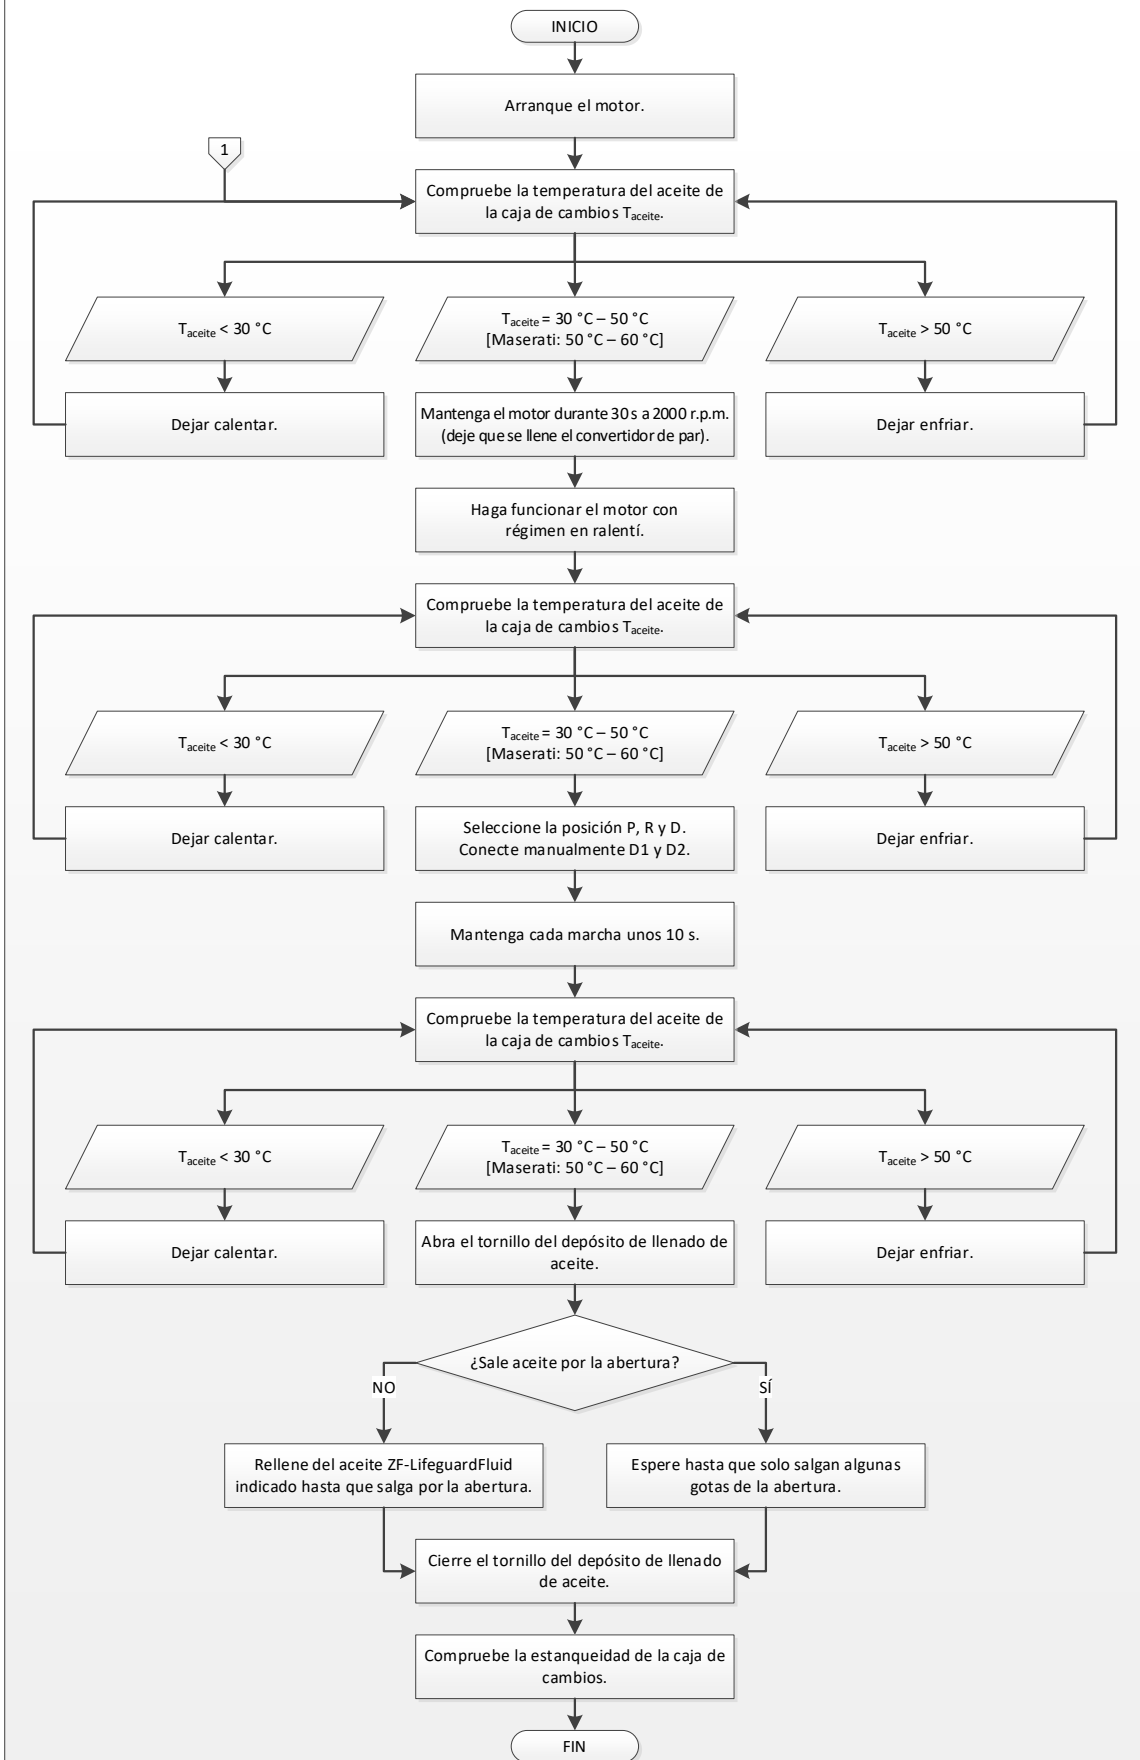 INICIO
Arranque el motor.
1
Compruebe la temperatura del aceite de
la caja de cambios Taceite.
Taceite < 30 °C
Taceite = 30 °C – 50 °C
[Maserati: 50 °C – 60 °C]
Taceite > 50 °C
Dejar calentar.
Mantenga el motor durante 30 s a 2000 r.p.m.
(deje que se llene el convertidor de par).
Dejar enfriar.
Haga funcionar el motor con
régimen en ralentí.
Compruebe la temperatura del aceite de
la caja de cambios Taceite.
Taceite < 30 °C
Taceite = 30 °C – 50 °C
[Maserati: 50 °C – 60 °C]
Taceite > 50 °C
Dejar calentar.
Seleccione la posición P, R y D.
Conecte manualmente D1 y D2.
Dejar enfriar.
Mantenga cada marcha unos 10 s.
Compruebe la temperatura del aceite de
la caja de cambios Taceite.
Taceite < 30 °C
Taceite = 30 °C – 50 °C
[Maserati: 50 °C – 60 °C]
Taceite > 50 °C
Dejar calentar.
Abra el tornillo del depósito de llenado de
aceite.
Dejar enfriar.
¿Sale aceite por la abertura?
NO
SÍ
Rellene del aceite ZF-LifeguardFluid
indicado hasta que salga por la abertura.
Espere hasta que solo salgan algunas
gotas de la abertura.
Cierre el tornillo del depósito de llenado
de aceite.
Compruebe la estanqueidad de la caja de
cambios.
FIN